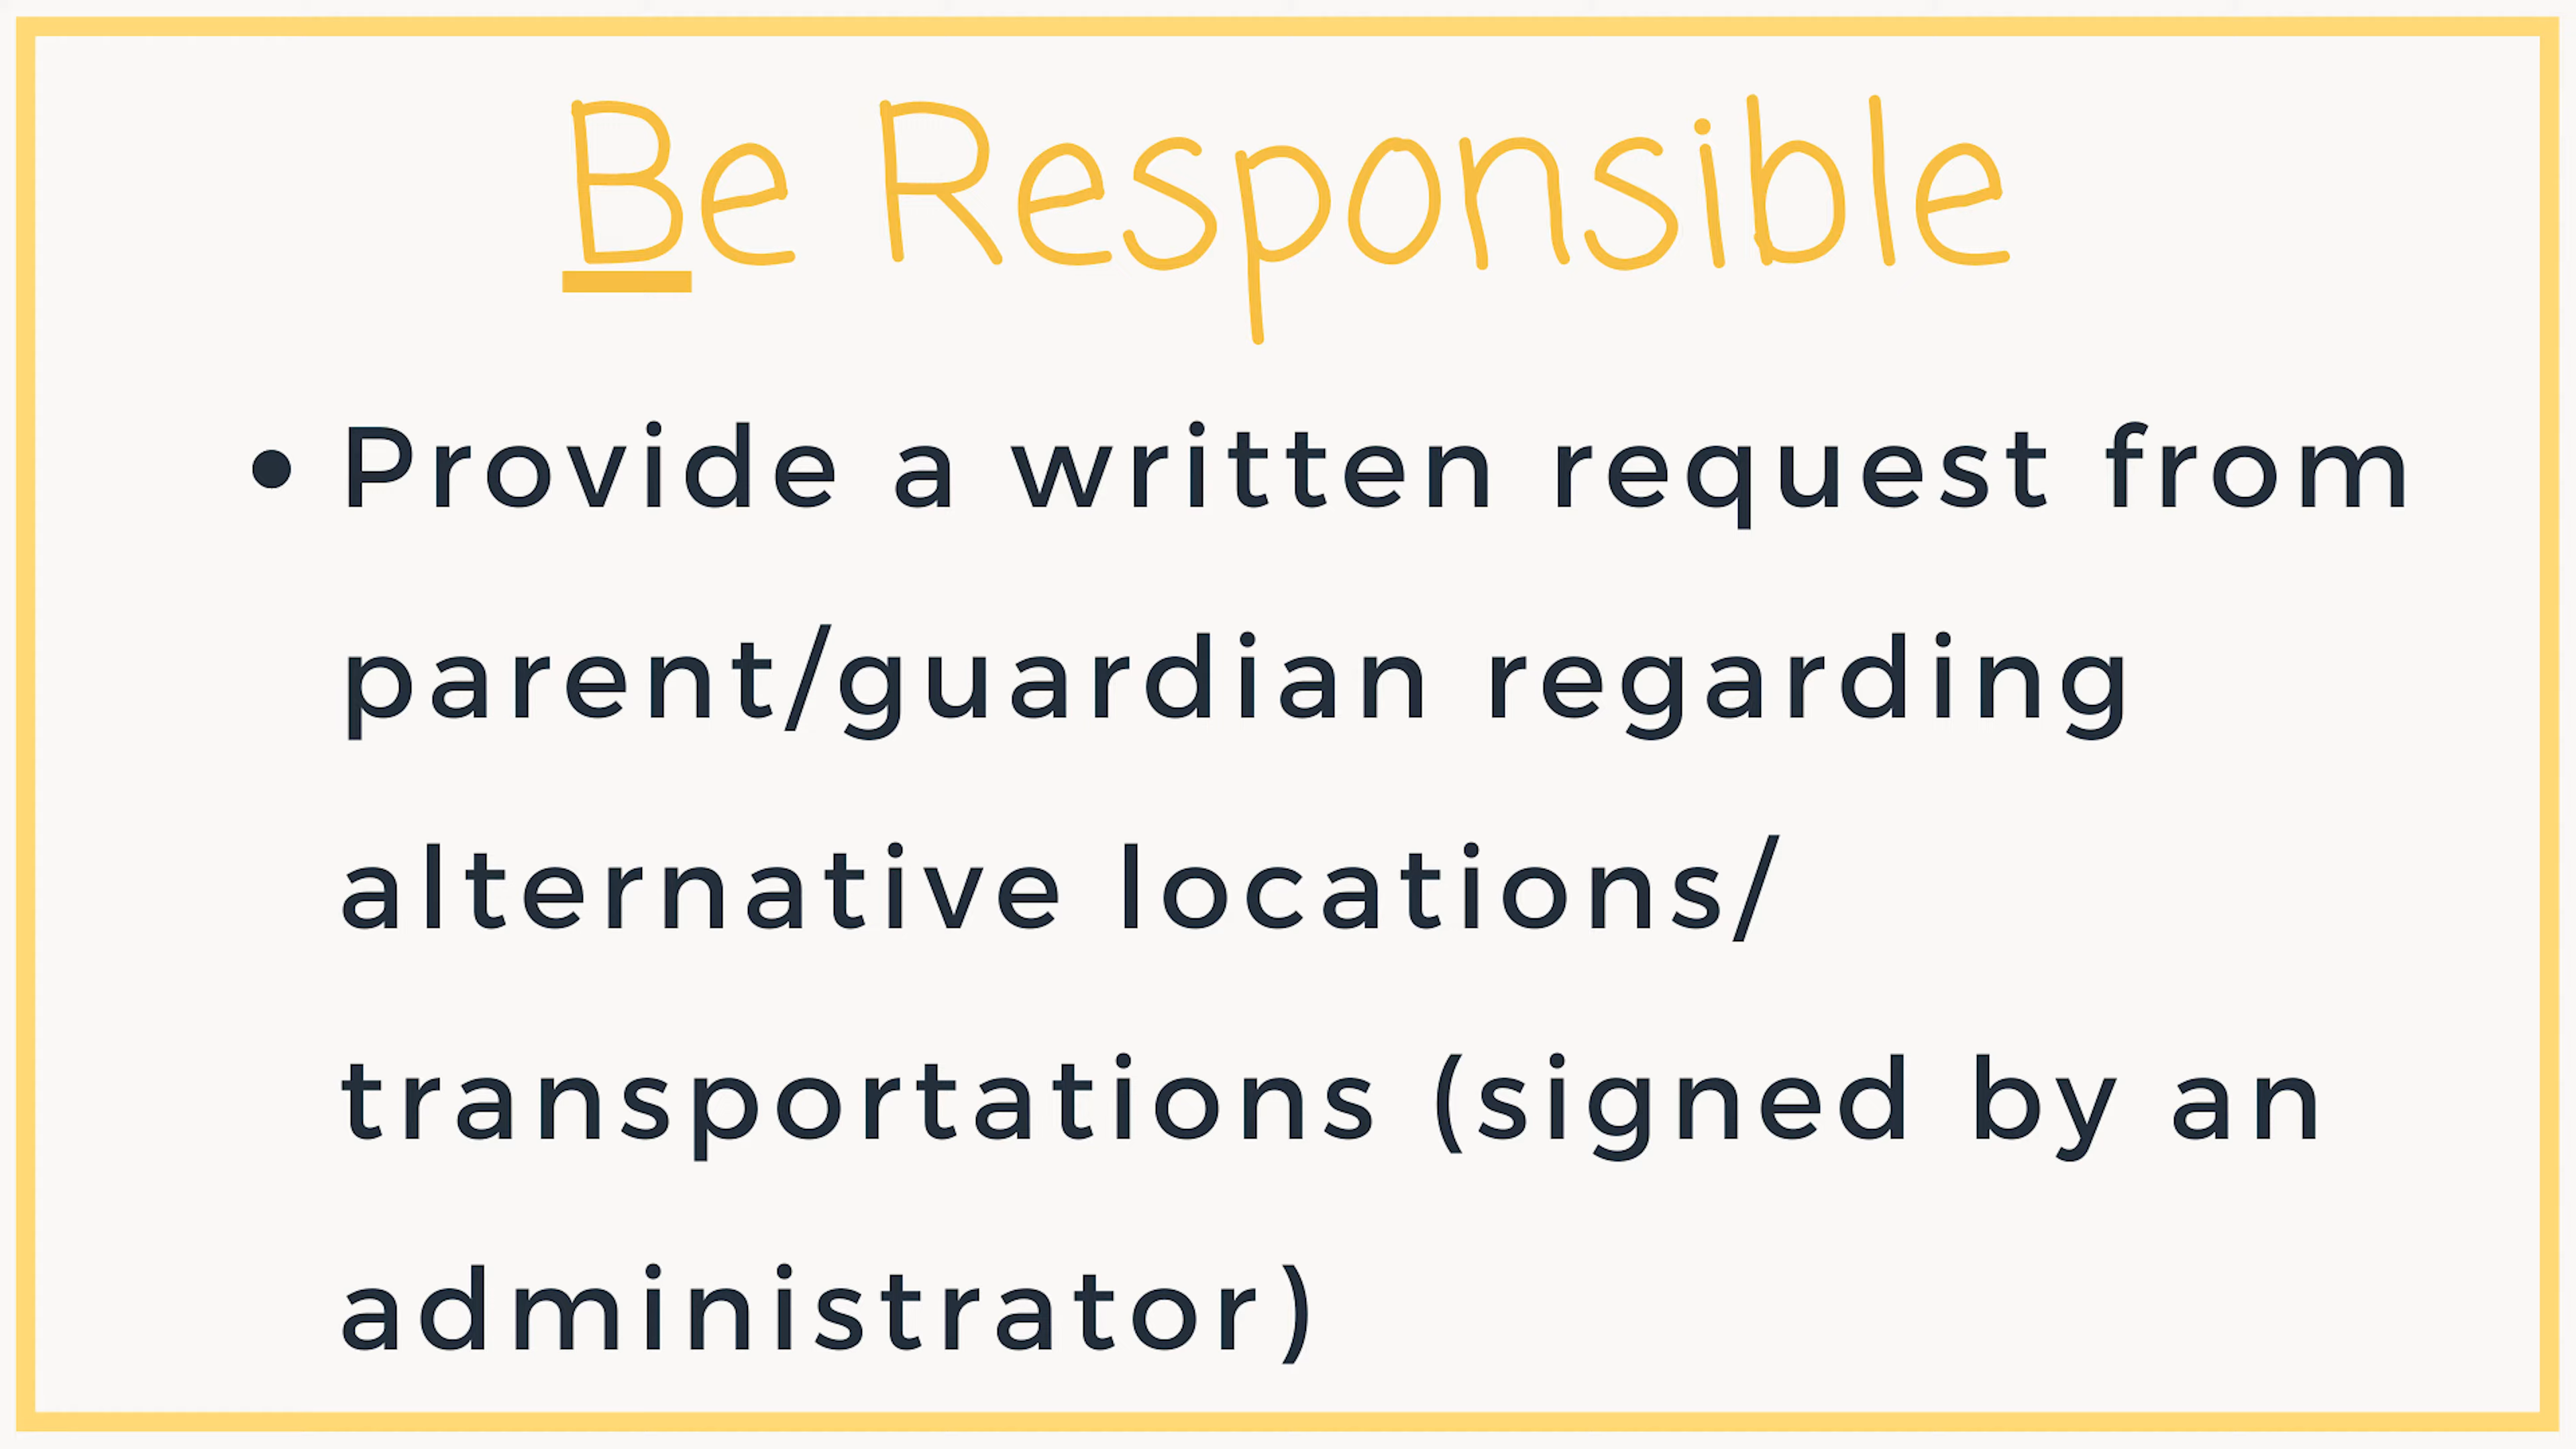 Be Responsible
• Provide a written request from
parent/guardian regarding
alternative locations/
transportations (signed by an
administrator)